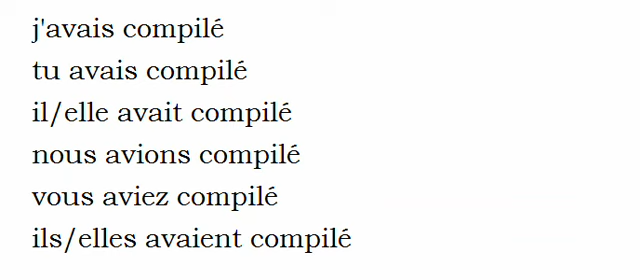 j'avais compilé
tu avais compilé
il/elle avait compilé
nous avions compilé
vous aviez compilé
ils/elles avaient compilé